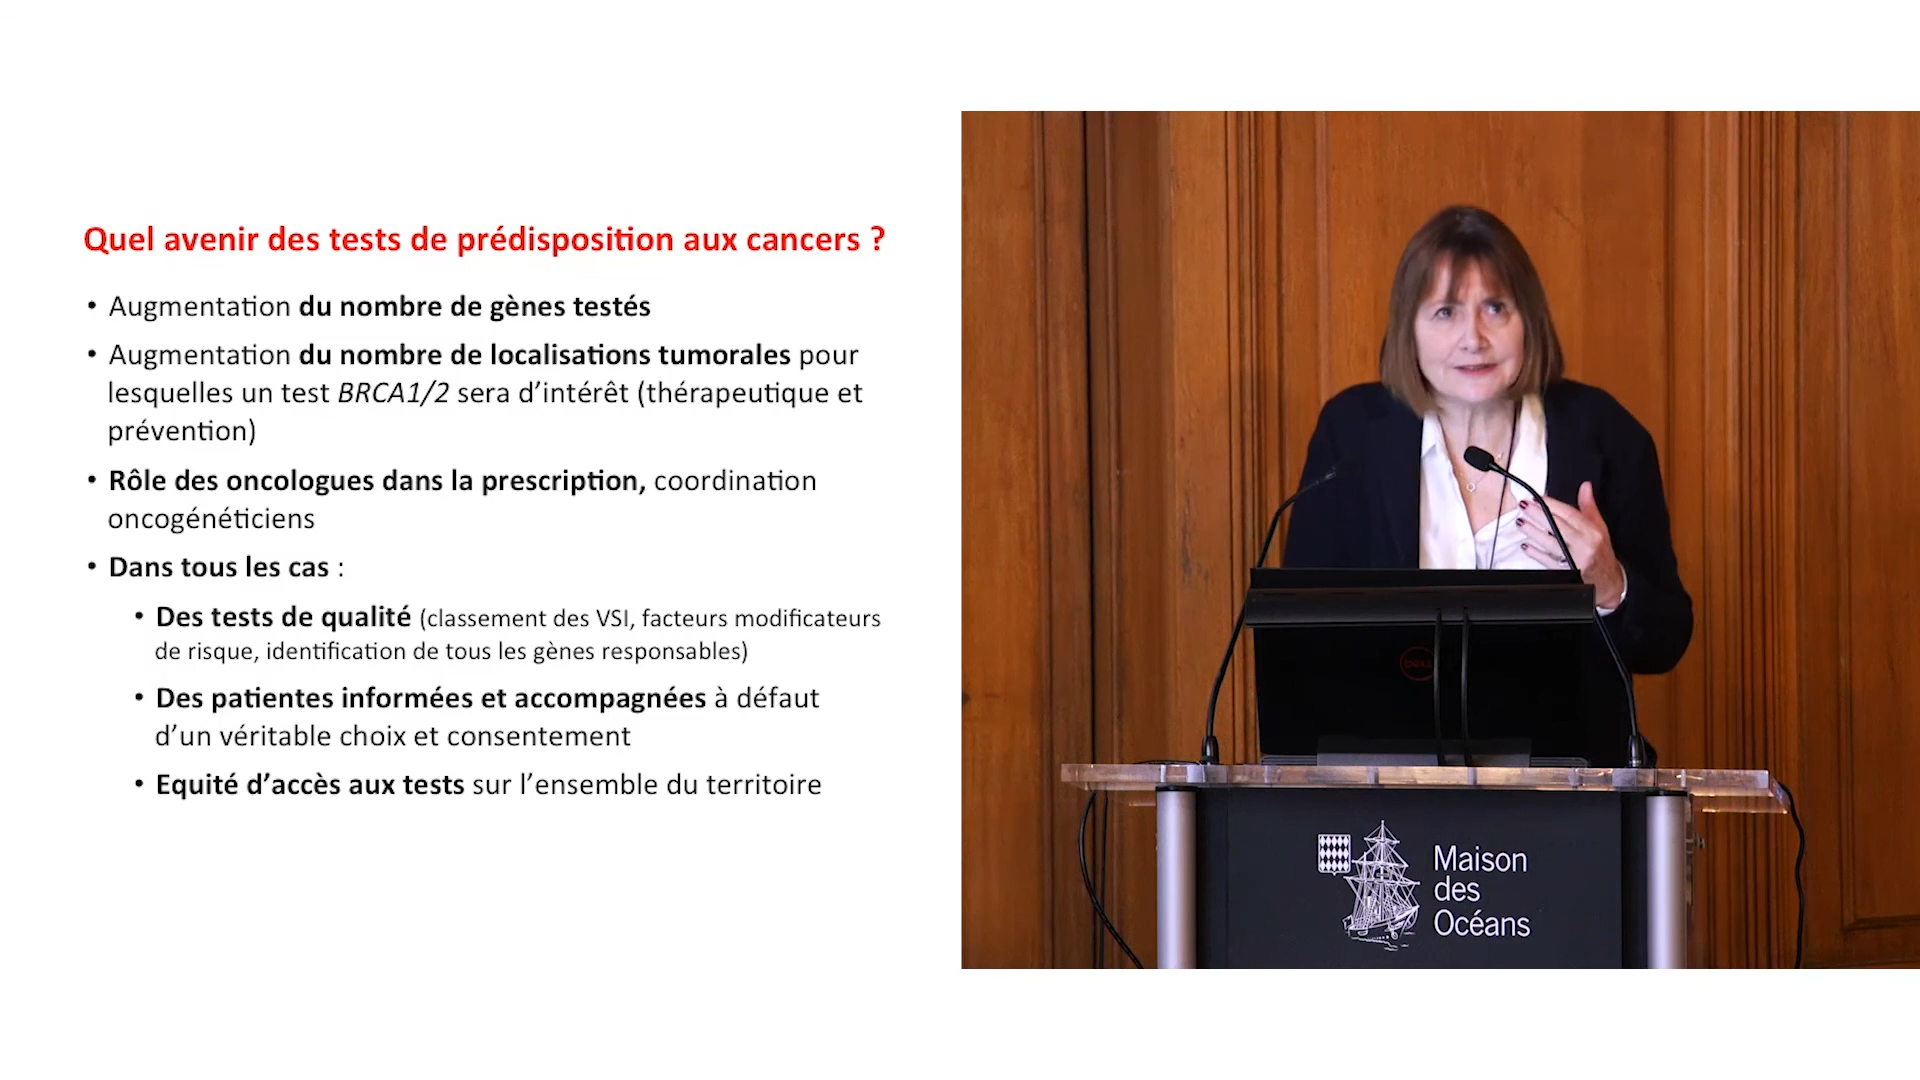 Quel avenir des tests de prédisposition aux cancers ?
• Augmentation du nombre de gènes testés
• Augmentation du nombre de localisations tumorales pour
lesquelles un test BRCA1/2 sera d’intérêt (thérapeutique et
prévention)
• Rôle des oncologues dans la prescription, coordination
oncogénéticiens
• Dans tous les cas :
• Des tests de qualité (classement des VSI, facteurs modificateurs
de risque, identification de tous les gènes responsables)
• Des patientes informées et accompagnées à défaut
d’un véritable choix et consentement
• Equité d’accès aux tests sur l’ensemble du territoire
DELL
Maison
des
Océans